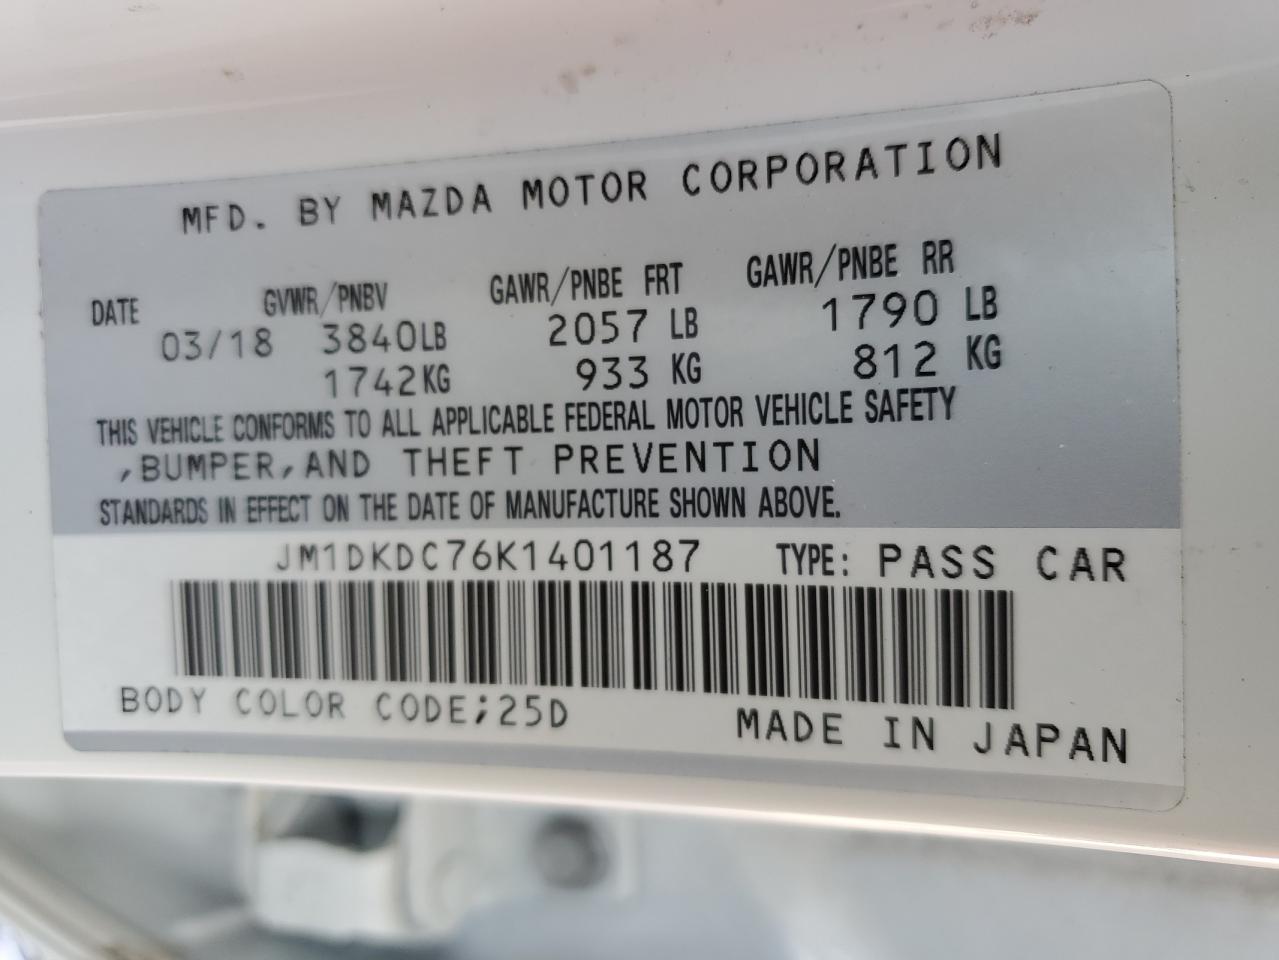 MFD. BY MAZDA MOTOR CORPORATION
DATE GVWR/PNBV GAWR/PNBE FRT GAWR/PNBE RR
03/18 3840LB 2057 LB 1790 LB
1742KG 933 KG 812 KG
THIS VEHICLE CONFORMS TO ALL APPLICABLE FEDERAL MOTOR VEHICLE SAFETY
,BUMPER,AND THEFT PREVENTION
STANDARDS IN EFFECT ON THE DATE OF MANUFACTURE SHOWN ABOVE.
JM1DKDC76K1401187 TYPE: PASS CAR
BODY COLOR CODE;25D MADE IN JAPAN